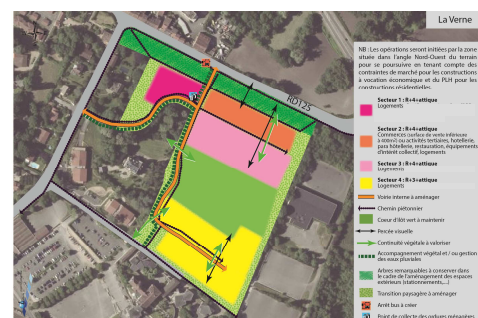 La Verne
NB : Les opérations seront initiées par la zone
située dans l'angle Nord-Ouest du terrain
pour se poursuivre en tenant compte des
contraintes de marché pour les constructions
à vocation économique et du PLH pour les
constructions résidentielles.
Secteur 1 : R+4+attique
Logements
Secteur 2 : R+4+attique
Commerces (surface de vente inférieure
à 400m²) ou activités tertiaires, hotellerie,
para hôtellerie, restauration, équipements
d'intérêt collectif, logements
Secteur 3 : R+4+attique
Logements
Secteur 4 : R+3+attique
Logements
Voirie interne à aménager
Chemin piétonnier
Coeur d'îlot vert à maintenir
Percée visuelle
Continuité végétale à valoriser
Accompagnement végétal et / ou gestion
des eaux pluviales
Arbres remarquables à conserver dans
le cadre de l'aménagement des espaces
extérieurs (stationnements,...)
Transition paysagère à aménager
Arrêt bus à créer
Point de collecte des ordures ménagères
RD125